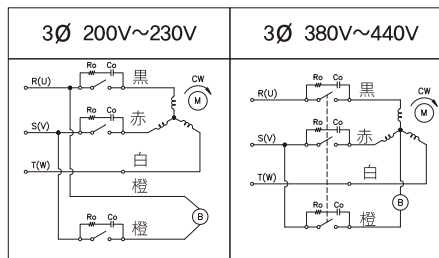 3Ø 200V～230V
Ro Co
R(U)
黒
CW
M
Ro Co
S(V)
赤
T(W)
白
橙
B
Ro Co
橙
3Ø 380V～440V
Ro Co
R(U)
黒
CW
M
Ro Co
S(V)
赤
T(W)
白
B
Ro Co
橙